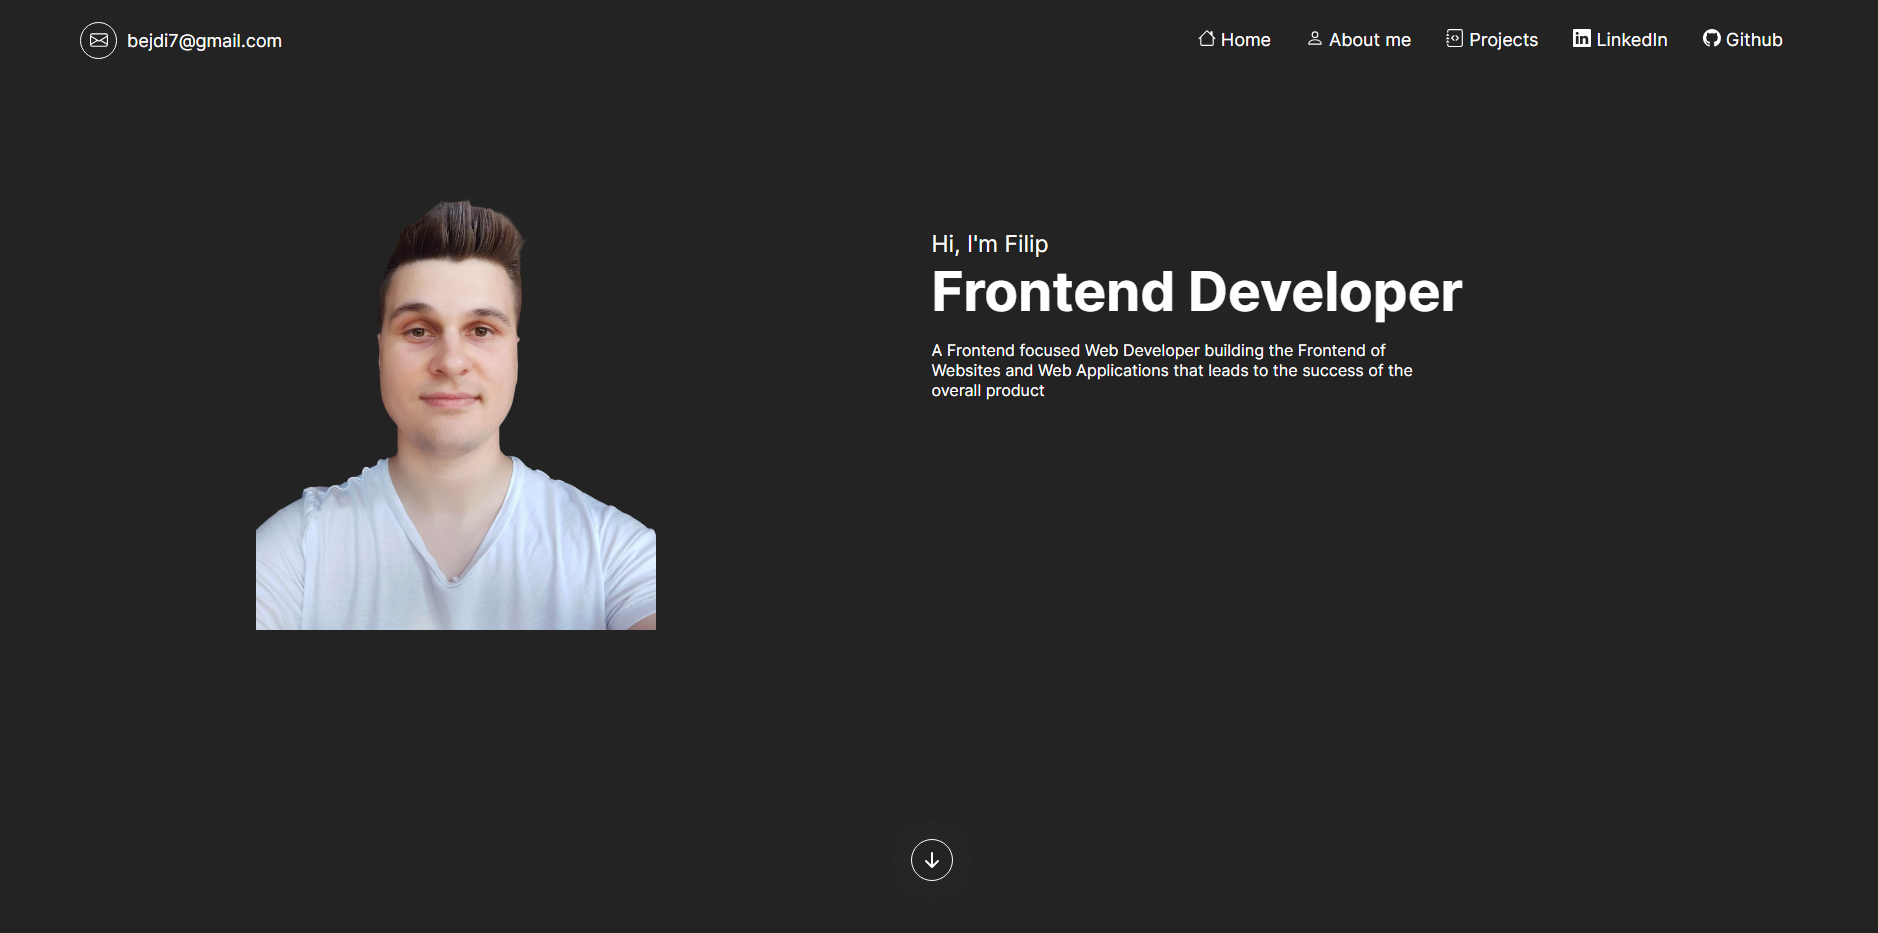 bejdi7@gmail.com
Home About me Projects LinkedIn Github
Hi, I'm Filip
Frontend Developer
A Frontend focused Web Developer building the Frontend of
Websites and Web Applications that leads to the success of the
overall product